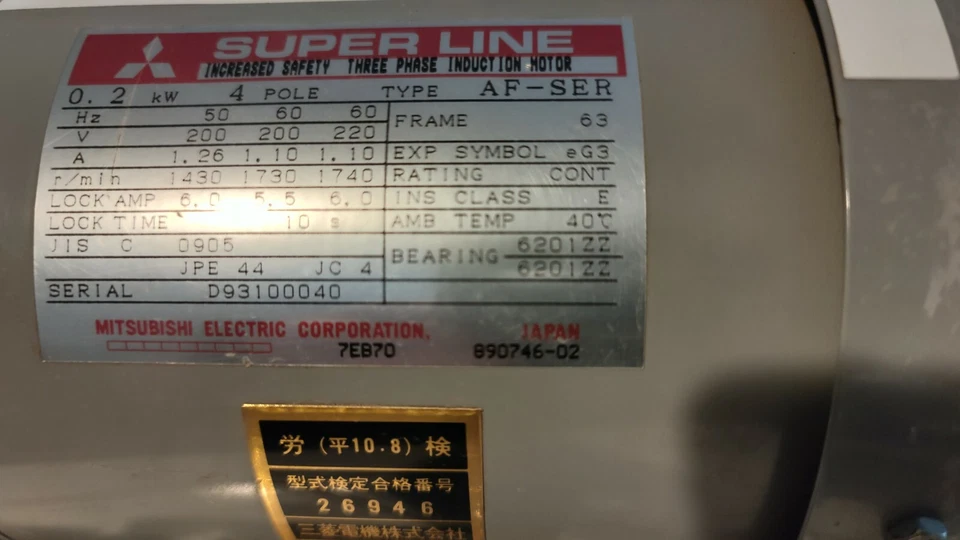 SUPER LINE
INCREASED SAFETY THREE PHASE INDUCTION MOTOR
0.2 kW 4 POLE TYPE AF-SER
Hz 50 60 60 FRAME 63
V 200 200 220
A 1.26 1.10 1.10 EXP SYMBOL eG3
r/min 1430 1730 1740 RATING CONT
LOCK AMP 6.0 5.5 6.0 INS CLASS E
LOCK TIME 10 s AMB TEMP 40℃
JIS C 0905 BEARING 6201ZZ
JPE 44 JC 4 6201ZZ
SERIAL D93100040
MITSUBISHI ELECTRIC CORPORATION, JAPAN
7EB70 890746-02
労（平10.8）検
型式検定合格番号
26946
三菱電機株式会社